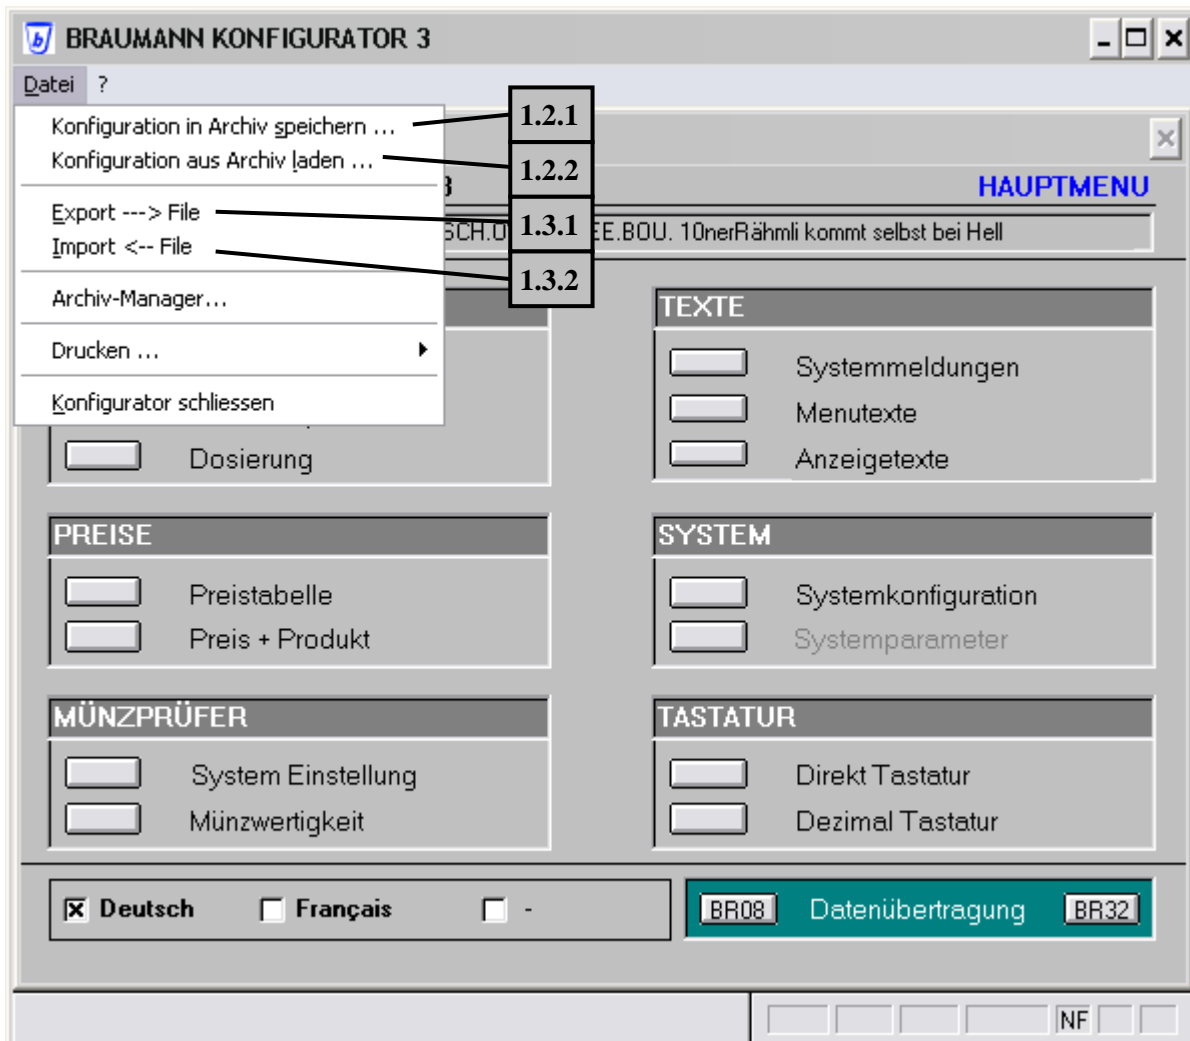 BRAUMANN KONFIGURATOR 3
Datei ?
Konfiguration in Archiv speichern ... 1.2.1
Konfiguration aus Archiv laden ... 1.2.2
HAUPTMENU
Export ---> File 1.3.1
EE.BOU. 10nerRähmli kommt selbst bei Hell
Import <-- File 1.3.2
Archiv-Manager...
Drucken ...
Konfigurator schliessen
Dosierung
TEXTE
Systemmeldungen
Menutexte
Anzeigetexte
PREISE
Preistabelle
Preis + Produkt
SYSTEM
Systemkonfiguration
Systemparameter
MÜNZPRÜFER
System Einstellung
Münzwertigkeit
TASTATUR
Direkt Tastatur
Dezimal Tastatur
Deutsch Français -
BR08 Datenübertragung BR32
NF